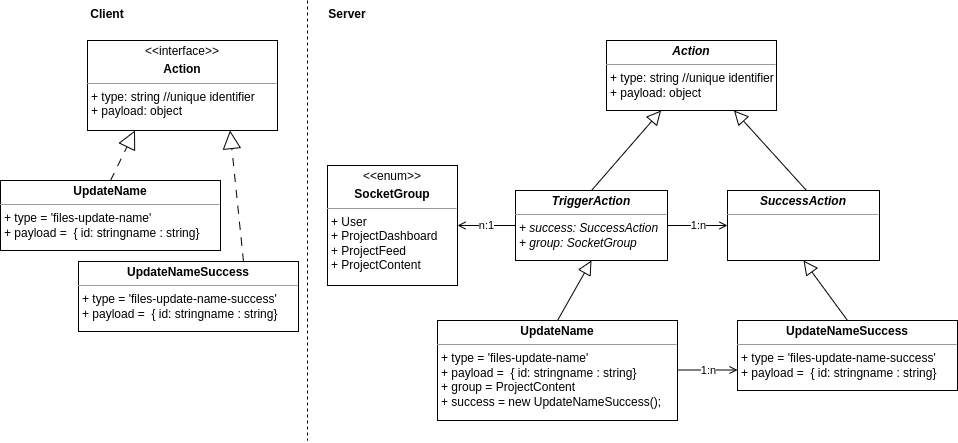 Client
<<interface>>
Action
+ type: string //unique identifier
+ payload: object
UpdateName
+ type = 'files-update-name'
+ payload =  { id: stringname : string}
UpdateNameSuccess
+ type = 'files-update-name-success'
+ payload =  { id: stringname : string}
Server
Action
+ type: string //unique identifier
+ payload: object
<<enum>>
SocketGroup
+ User
+ ProjectDashboard
+ ProjectFeed
+ ProjectContent
n:1
TriggerAction
+ success: SuccessAction
+ group: SocketGroup
1:n
SuccessAction
UpdateName
+ type = 'files-update-name'
+ payload =  { id: stringname : string}
+ group = ProjectContent
+ success = new UpdateNameSuccess();
1:n
UpdateNameSuccess
+ type = 'files-update-name-success'
+ payload =  { id: stringname : string}